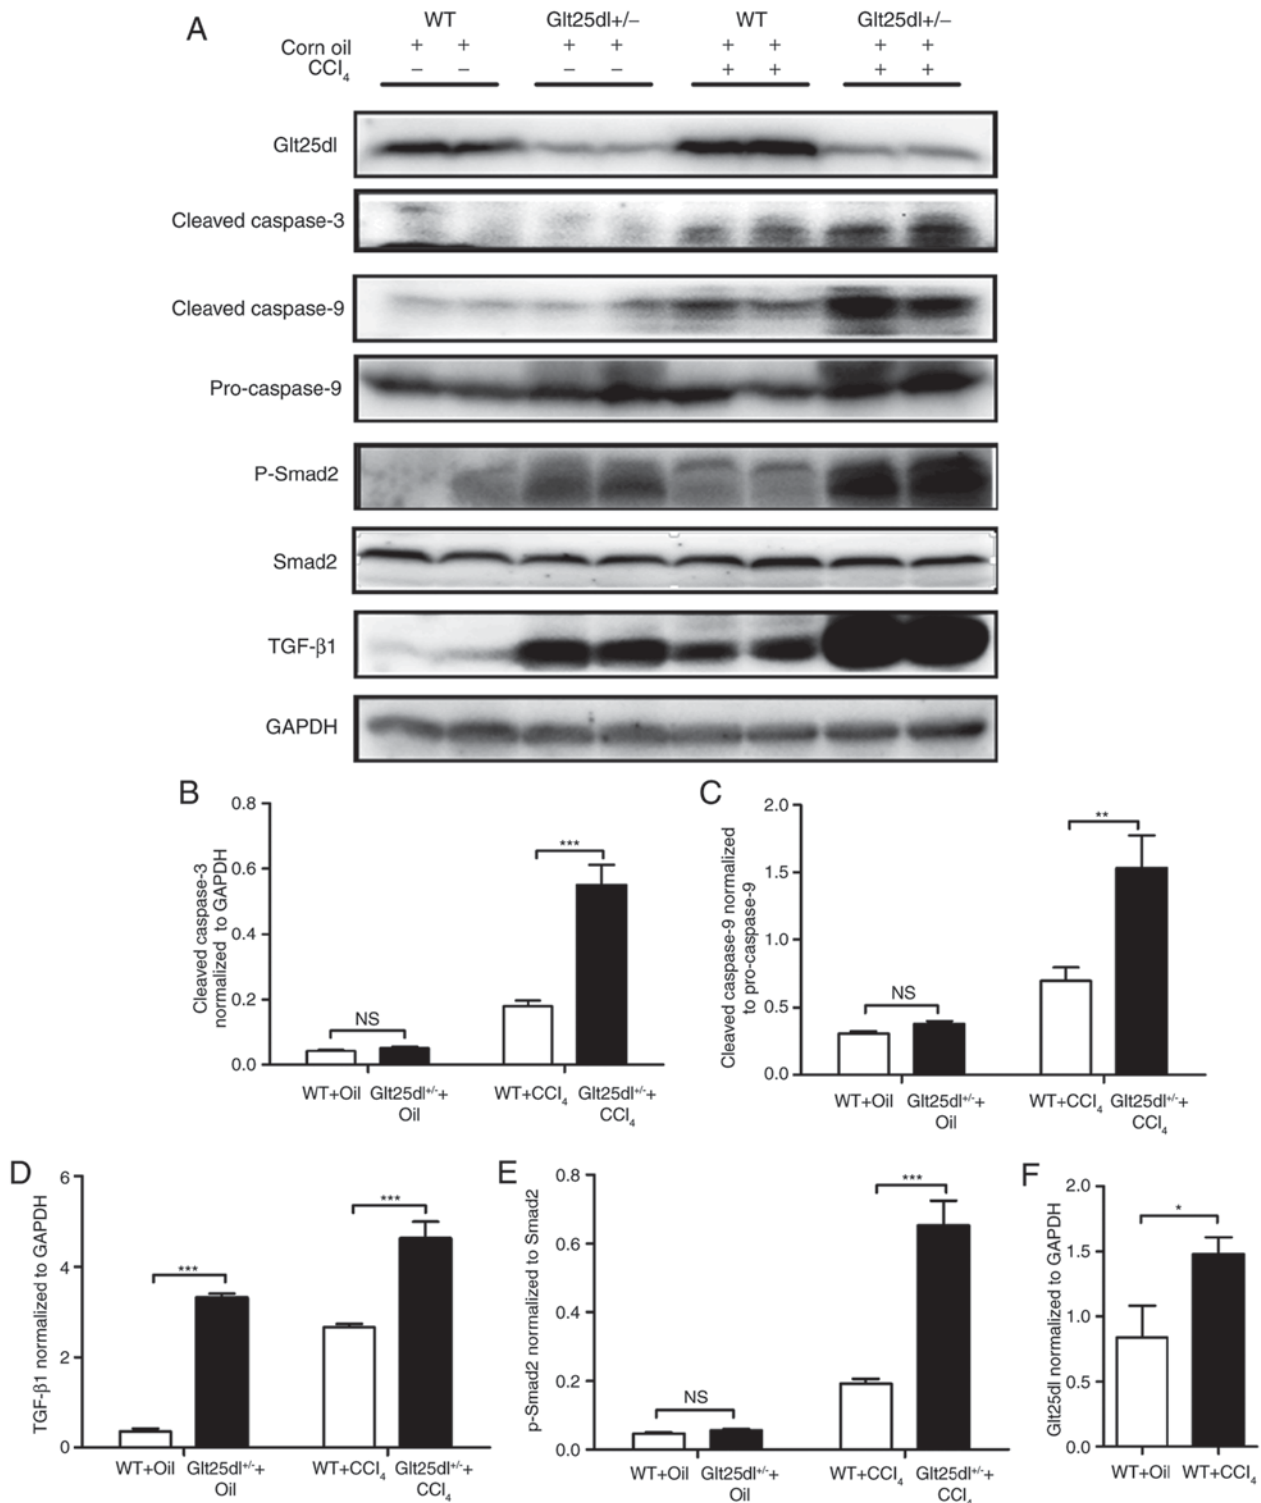 A
WT Glt25dl+/– WT Glt25dl+/–
Corn oil + + + + + + + +
CCl4 – – – – + + + +
Glt25dl
Cleaved caspase-3
Cleaved caspase-9
Pro-caspase-9
P-Smad2
Smad2
TGF-β1
GAPDH
B
Cleaved caspase-3
normalized to GAPDH
0.8
0.6
0.4
0.2
0.0
NS
***
WT+Oil Glt25dl+/-+
Oil
WT+CCl4 Glt25dl+/-+
CCl4
C
Cleaved caspase-9 normalized
to pro-caspase-9
2.0
1.5
1.0
0.5
0.0
NS
**
WT+Oil Glt25dl+/-+
Oil
WT+CCl4 Glt25dl+/-+
CCl4
D
TGF-β1 normalized to GAPDH
6
4
2
0
***
***
WT+Oil Glt25dl+/-+
Oil
WT+CCl4 Glt25dl+/-+
CCl4
E
p-Smad2 normalized to Smad2
0.8
0.6
0.4
0.2
0.0
NS
***
WT+Oil Glt25dl+/-+
Oil
WT+CCl4 Glt25dl+/-+
CCl4
F
Glt25dl normalized to GAPDH
2.0
1.5
1.0
0.5
0.0
*
WT+Oil WT+CCl4